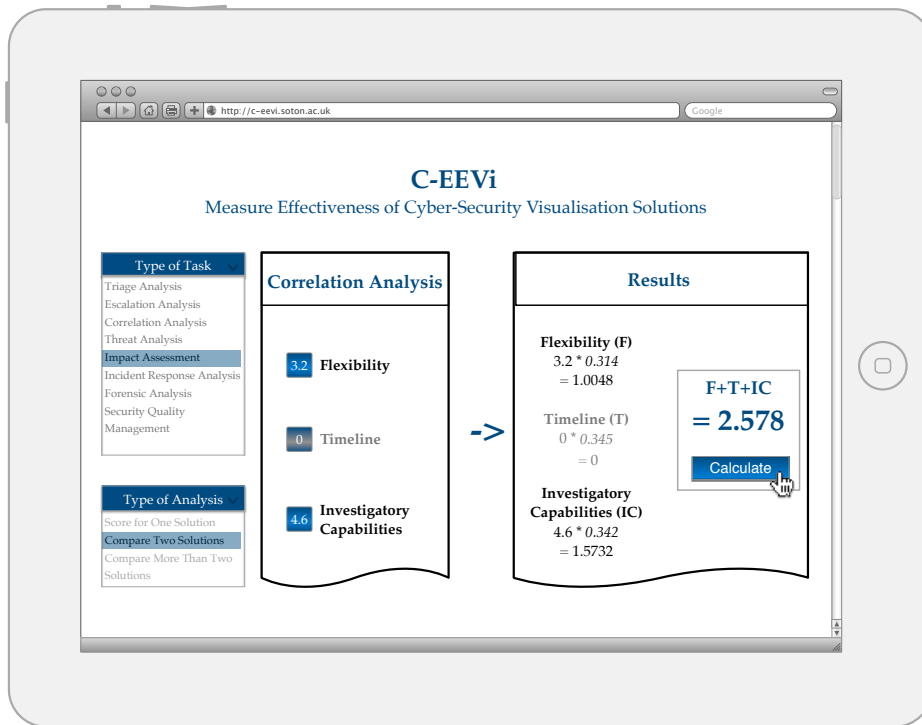 http://c-eevi.soton.ac.uk
Google
C-EEVi
Measure Effectiveness of Cyber-Security Visualisation Solutions
Type of Task
Triage Analysis
Escalation Analysis
Correlation Analysis
Threat Analysis
Impact Assessment
Incident Response Analysis
Forensic Analysis
Security Quality
Management
Type of Analysis
Score for One Solution
Compare Two Solutions
Compare More Than Two
Solutions
Correlation Analysis
3.2 Flexibility
0 Timeline
4.6 Investigatory
Capabilities
->
Results
Flexibility (F)
3.2 * 0.314
= 1.0048
Timeline (T)
0 * 0.345
= 0
Investigatory
Capabilities (IC)
4.6 * 0.342
= 1.5732
F+T+IC
= 2.578
Calculate